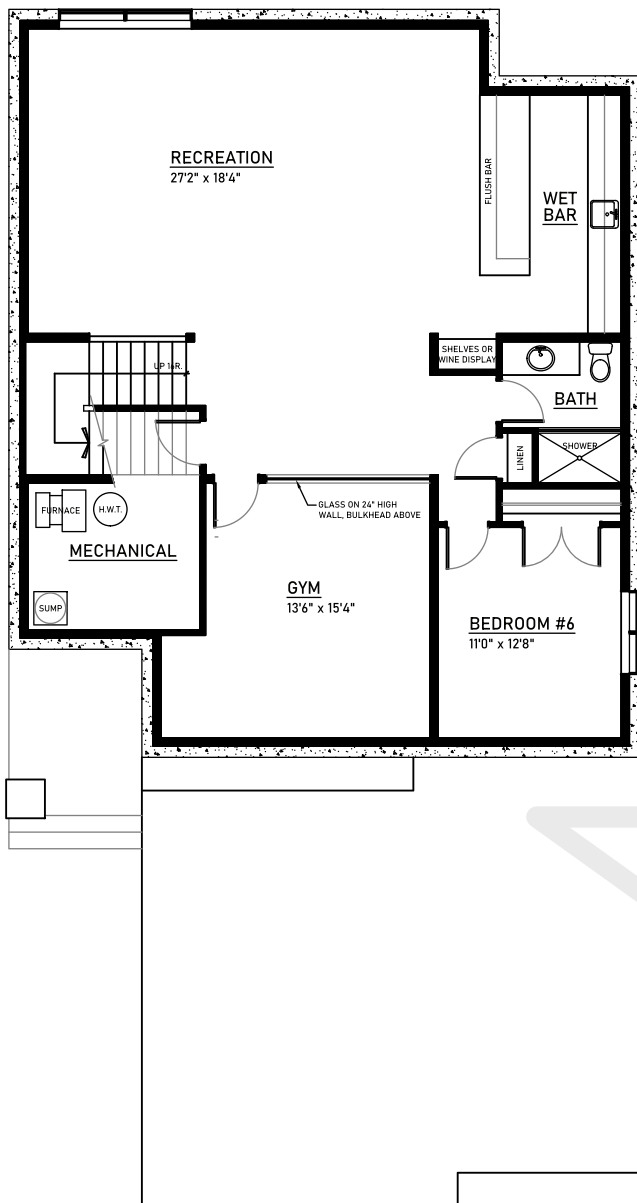 RECREATION
27'2" x 18'4"
FLUSH BAR
WET
BAR
SHELVES OR
WINE DISPLAY
UP 16R.
BATH
LINEN
SHOWER
GLASS ON 24" HIGH
WALL, BULKHEAD ABOVE
FURNACE
H.W.T.
MECHANICAL
SUMP
GYM
13'6" x 15'4"
BEDROOM #6
11'0" x 12'8"